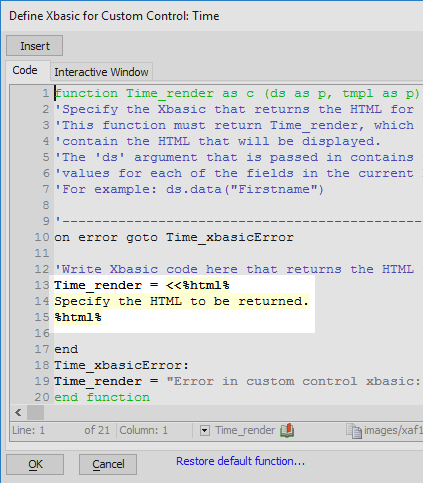 Define Xbasic for Custom Control: Time
Insert
Code
Interactive Window
1 function Time_render as c (ds as p, tmpl as p)
2 'Specify the Xbasic that returns the HTML for
3 'This function must return Time_render, which
4 'contain the HTML that will be displayed.
5 'The 'ds' argument that is passed in contains
6 'values for each of the fields in the current
7 'For example: ds.data("Firstname")
8
9 '------------------------------------------------
10 on error goto Time_xbasicError
11
12 'Write Xbasic code here that returns the HTML
13 Time_render = <<%html%
14 Specify the HTML to be returned.
15 %html%
16
17 end
18 Time_xbasicError:
19 Time_render = "Error in custom control xbasic:
20 end function
Line: 1 of 21 Column: 1 Time_render images/xaf1
OK
Cancel
Restore default function...